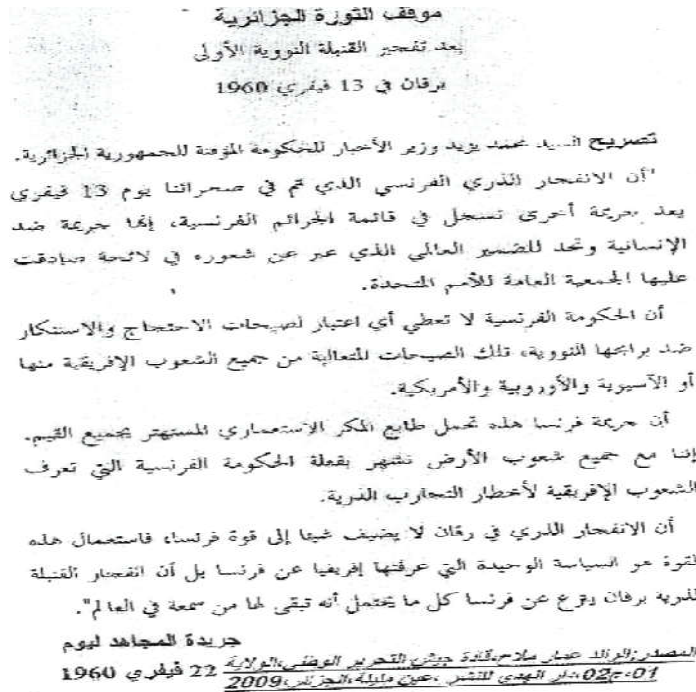 موقف الثورة الجزائرية
بعد تفجير القنبلة النووية الأولى
برقان في 13 فيفري 1960
تصريح السيد محمد يزيد وزير الأخبار للحكومة المؤقتة للجمهورية الجزائرية.
"أن الانفجار الذري الفرنسي الذي تم في صحرائنا يوم 13 فيفري
يعد جريمة أخرى تسجل في قائمة الجرائم الفرنسية، إنها جريمة ضد
الإنسانية وتحد للضمير العالمي الذي عبر عن شعوره في لائحة صادقت
عليها الجمعية العامة للأمم المتحدة.
أن الحكومة الفرنسية لا تعطي أي اعتبار لصيحات الاحتجاج والاستنكار
ضد برامجها النووية، تلك الصيحات المتعالية من جميع الشعوب الإفريقية منها
أو الآسيوية والأوروبية والأمريكية.
أن جريمة فرنسا هذه تحمل طابع المكر الاستعماري المستهتر بجميع القيم.
إننا مع جميع شعوب الأرض نشهر بفعلة الحكومة الفرنسية التي تعرف
الشعوب الإفريقية لأخطار التجارب الذرية.
أن الانفجار الذري في رقان لا يضيف شيئا إلى قوة فرنسا، فاستعمال هذه
القوة هو السياسة الوحيدة التي عرفتها إفريقيا عن فرنسا بل أن انفجار القنبلة
الذرية برقان ينزع عن فرنسا كل ما يحتمل أنه تبقى لها من سمعة في العالم".
جريدة المجاهد ليوم
22 فيفري 1960
المصدر: الرائد عمار ملاح، قادة جيش التحرير الوطني، الولاية
01، ج02، دار الهدى للنشر، عين مليلة، الجزائر، 2009